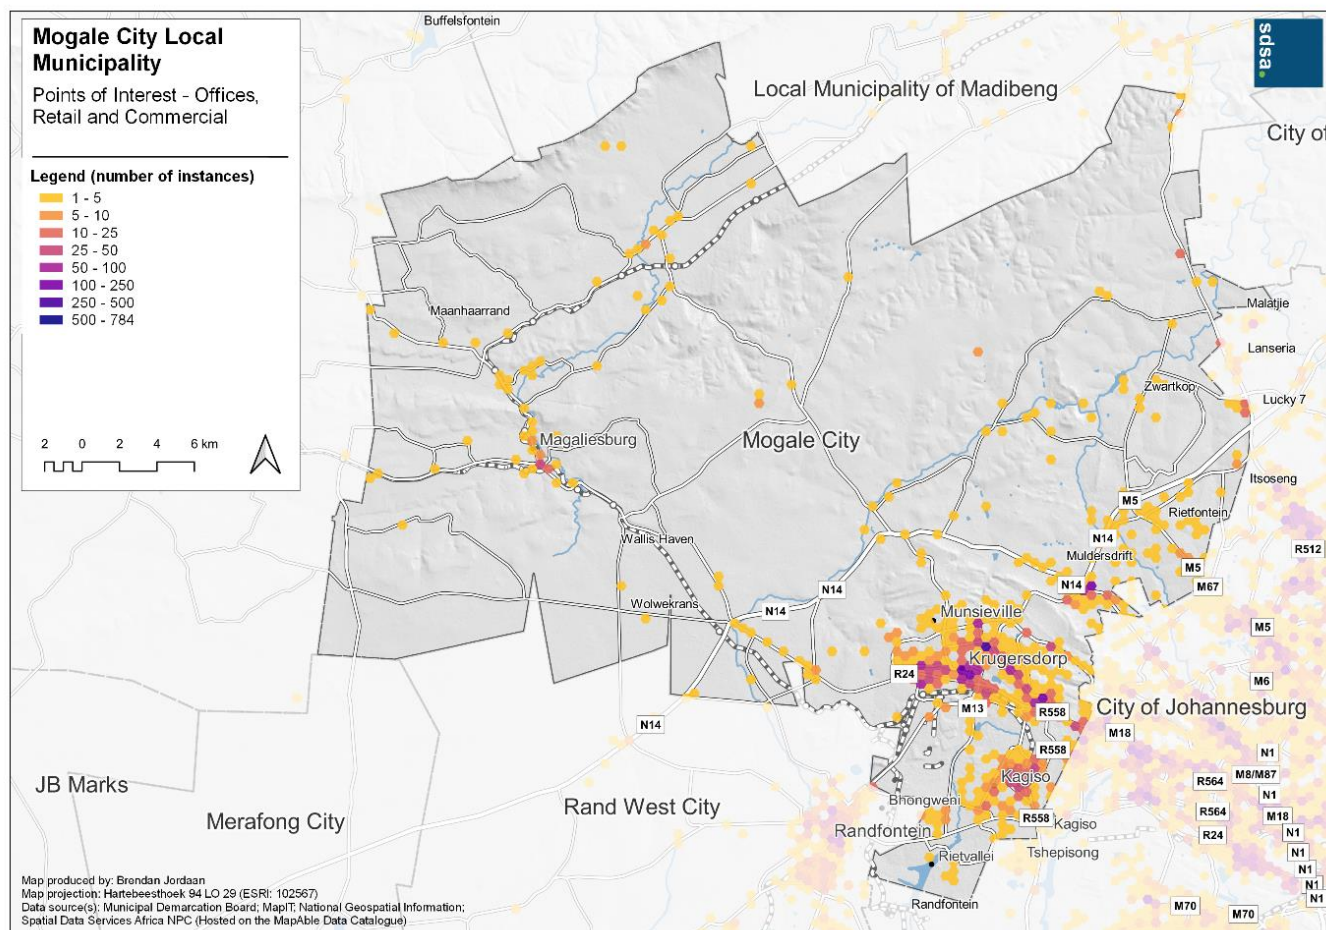 Mogale City Local
Municipality
Points of Interest - Offices,
Retail and Commercial
Legend (number of instances)
1 - 5
5 - 10
10 - 25
25 - 50
50 - 100
100 - 250
250 - 500
500 - 784
2 0 2 4 6 km
sdsa
Buffelsfontein
Local Municipality of Madibeng
City of
Malatjie
Maanhaarrand
Lanseria
Zwartkop
Lucky 7
Magaliesburg
Mogale City
Itsoseng
M5
Rietfontein
N14
R512
Wallis Haven
Muldersdrift
M5
N14
M67
N14
Wolwekrans
N14
Munsieville
M5
Krugersdorp
R24
M6
City of Johannesburg
M13
R558
N14
M18
R558
N1
Kagiso
R564
M8/M87
JB Marks
N1
Bhongweni
Rand West City
R564
M18
Merafong City
R558
Kagiso
Randfontein
R24
N1
Tshepisong
Rietvallei
N1
N1
N1
Randfontein
N1
M70
M70
Map produced by: Brendan Jordaan
Map projection: Hartebeesthoek 94 LO 29 (ESRI: 102567)
Data source(s): Municipal Demarcation Board; MapIT; National Geospatial Information;
Spatial Data Services Africa NPC (Hosted on the MapAble Data Catalogue)